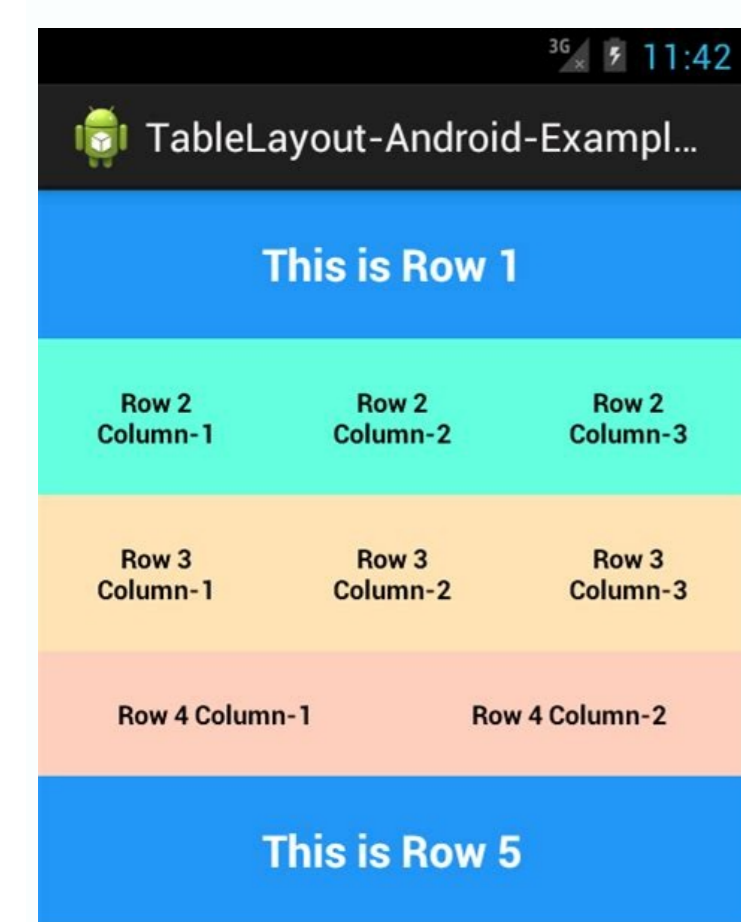 3G 11:42
TableLayout-Android-Exampl...
This is Row 1
Row 2 Row 2 Row 2
Column-1 Column-2 Column-3
Row 3 Row 3 Row 3
Column-1 Column-2 Column-3
Row 4 Column-1 Row 4 Column-2
This is Row 5